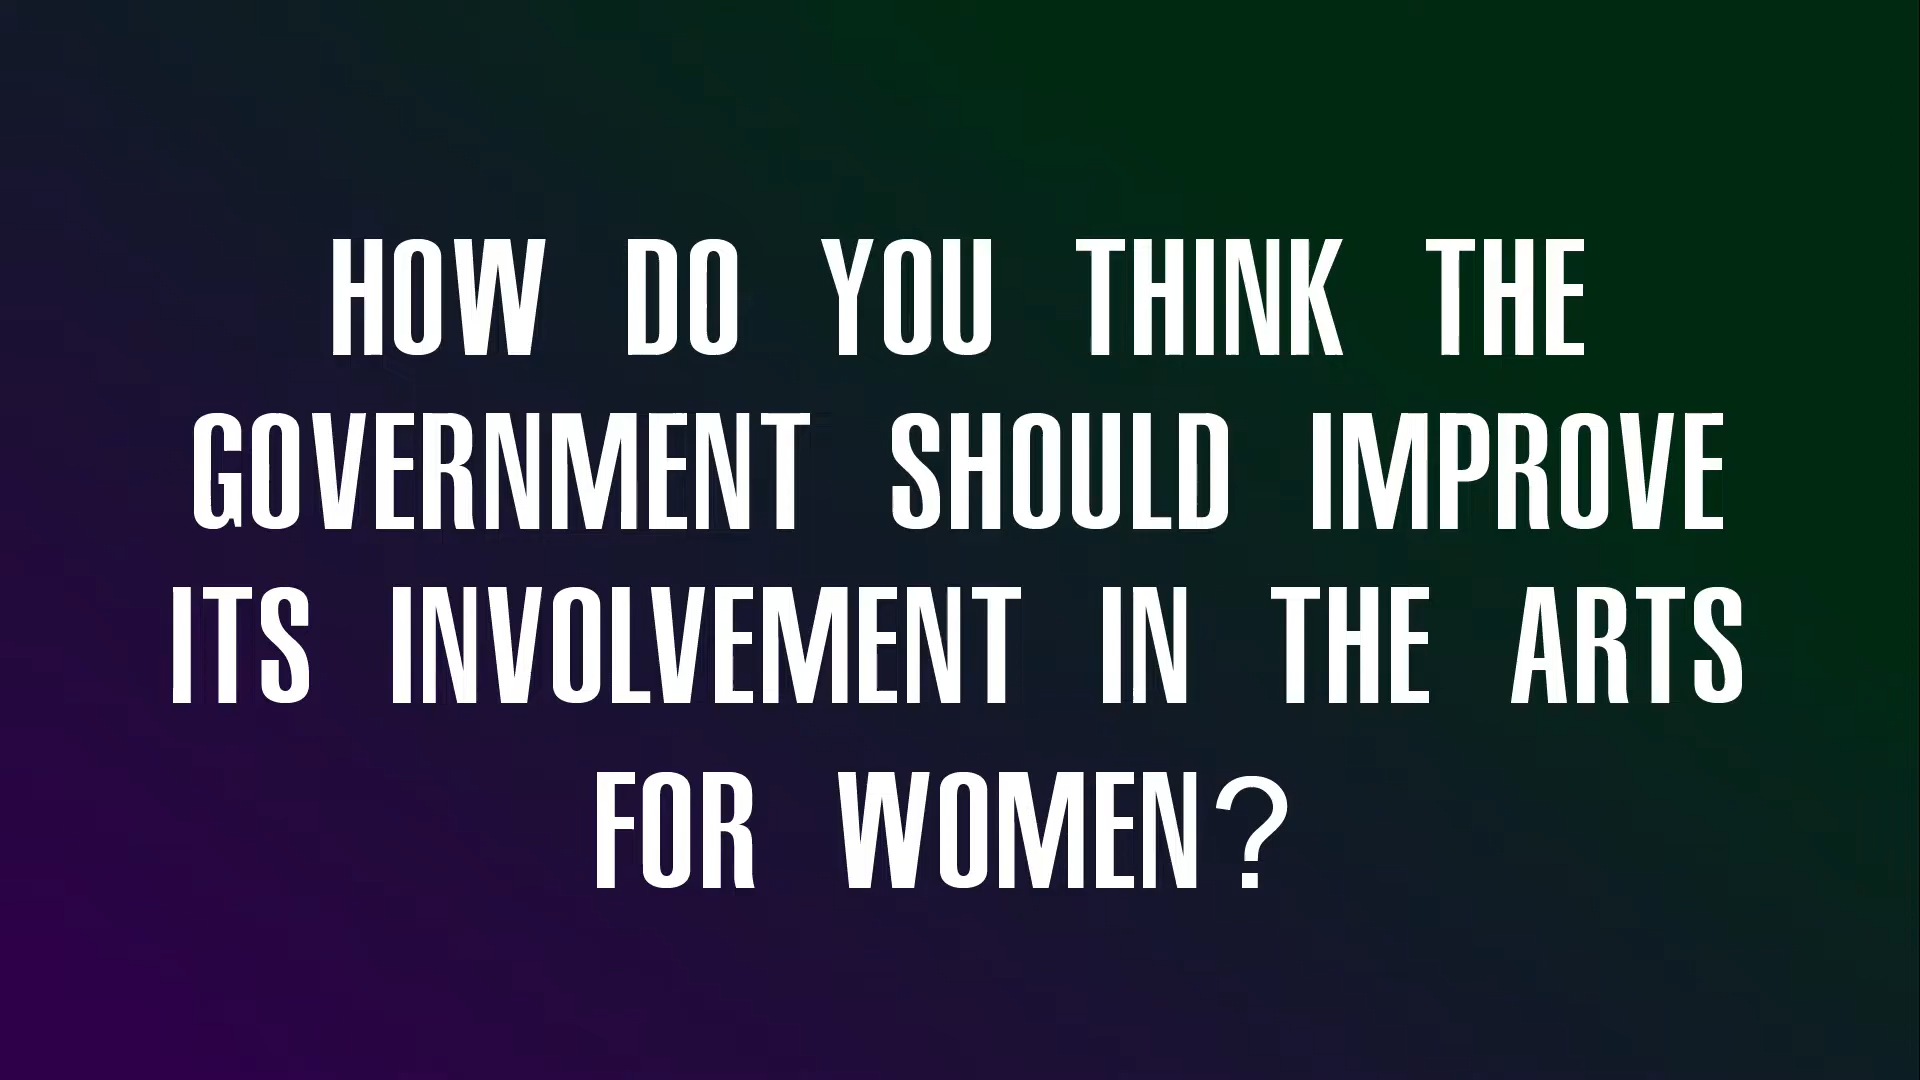 HOW DO YOU THINK THE
GOVERNMENT SHOULD IMPROVE
ITS INVOLVEMENT IN THE ARTS
FOR WOMEN?